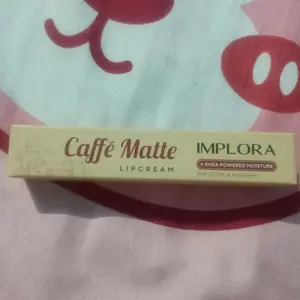 Caffé Matte
LIPCREAM
IMPLORA
+ SHEA POWERED MOISTURE